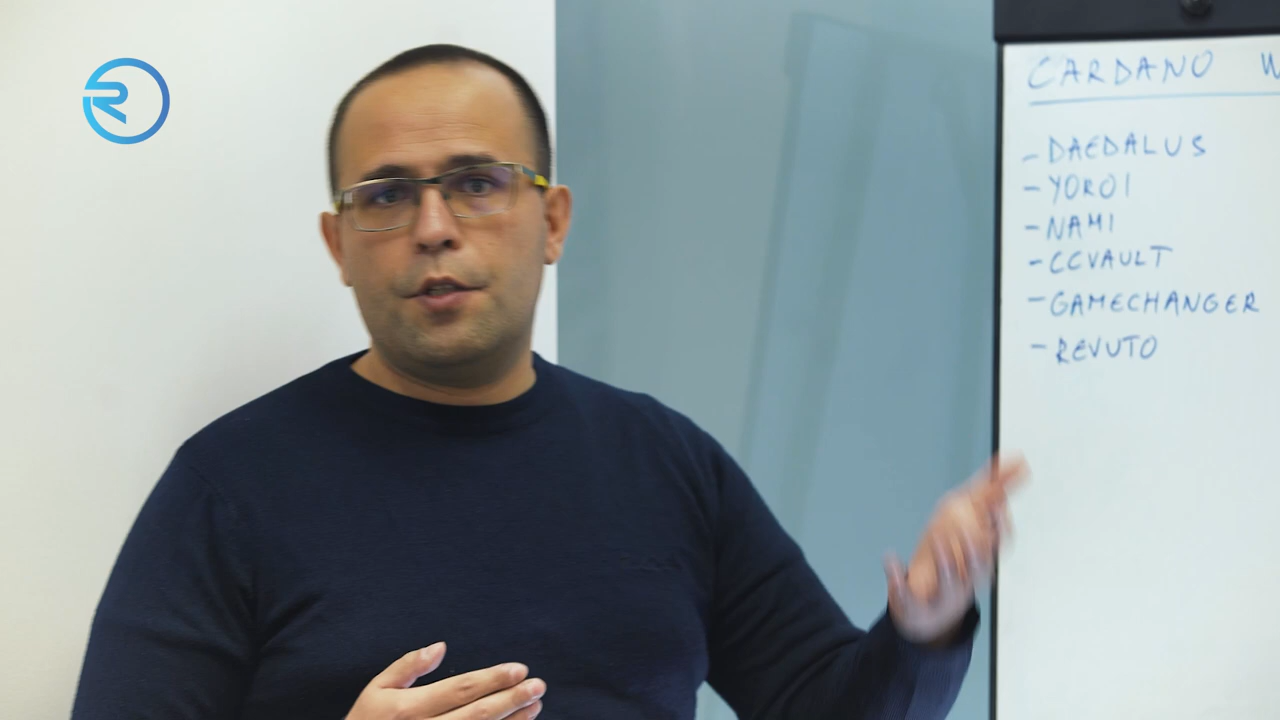 CARDANO W
- DAEDALUS
- YOROI
- NAMI
- CCVAULT
- GAMECHANGER
- REVUTO